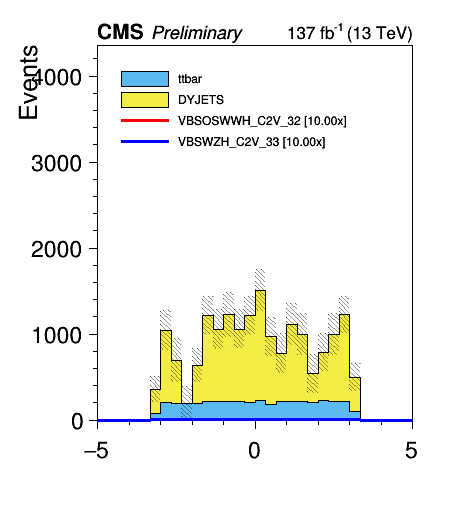 CMS Preliminary 137 fb-1 (13 TeV)
Events
ttbar
DYJETS
VBSOSWWH_C2V_32 [10.00x]
VBSWZH_C2V_33 [10.00x]
4000
3000
2000
1000
0
−5 0 5